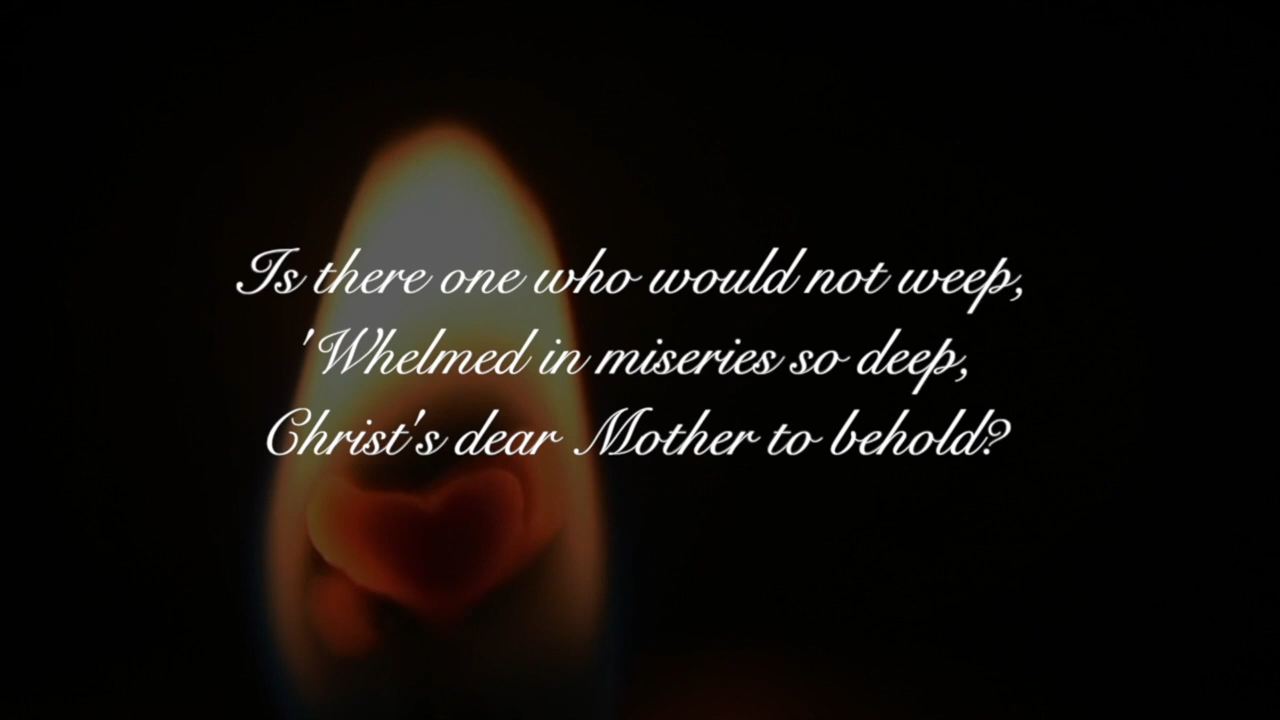 Is there one who would not weep,
'Whelmed in miseries so deep,
Christ's dear Mother to behold?